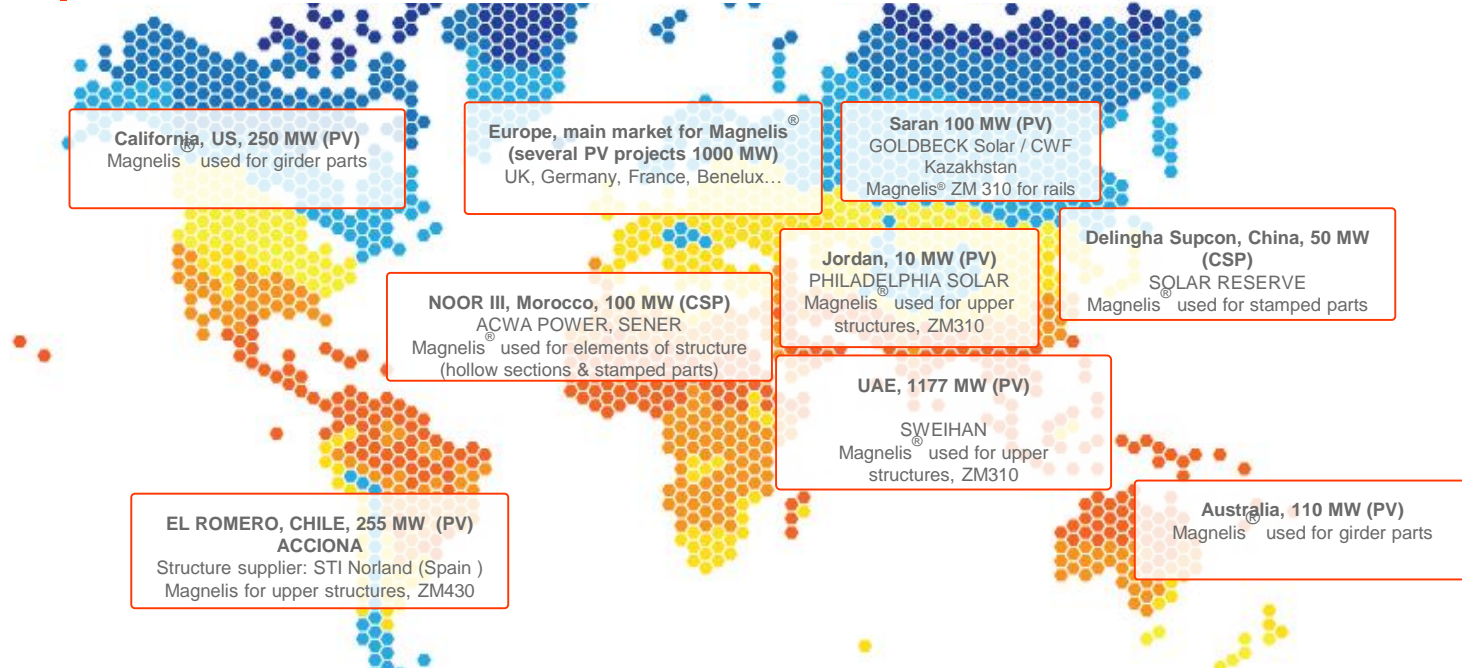 California, US, 250 MW (PV)
Magnelis® used for girder parts
Europe, main market for Magnelis®
(several PV projects 1000 MW)
UK, Germany, France, Benelux…
Saran 100 MW (PV)
GOLDBECK Solar / CWF
Kazakhstan
Magnelis® ZM 310 for rails
Delingha Supcon, China, 50 MW
(CSP)
SOLAR RESERVE
Magnelis® used for stamped parts
Jordan, 10 MW (PV)
PHILADELPHIA SOLAR
Magnelis® used for upper
structures, ZM310
NOOR III, Morocco, 100 MW (CSP)
ACWA POWER, SENER
Magnelis® used for elements of structure
(hollow sections & stamped parts)
UAE, 1177 MW (PV)
SWEIHAN
Magnelis® used for upper
structures, ZM310
EL ROMERO, CHILE, 255 MW (PV)
ACCIONA
Structure supplier: STI Norland (Spain )
Magnelis for upper structures, ZM430
Australia, 110 MW (PV)
Magnelis® used for girder parts